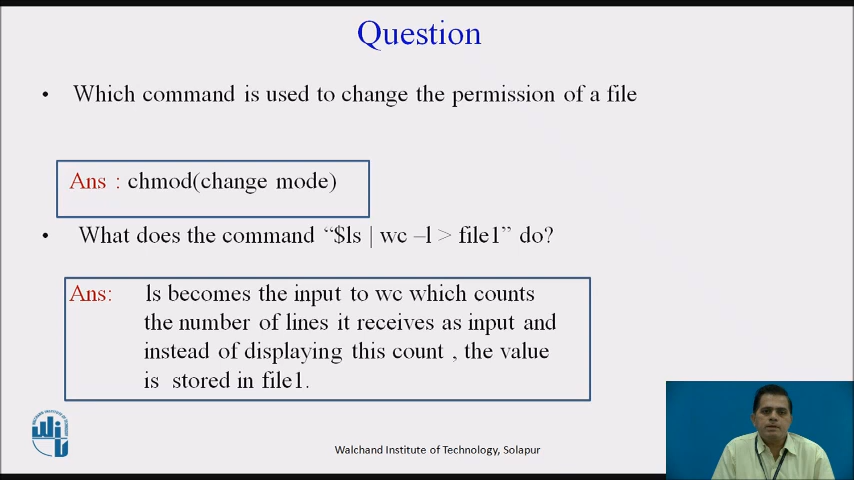 Question
• Which command is used to change the permission of a file
Ans : chmod(change mode)
• What does the command “$ls | wc –l > file1” do?
Ans: ls becomes the input to wc which counts
the number of lines it receives as input and
instead of displaying this count , the value
is stored in file1.
Walchand Institute of Technology, Solapur